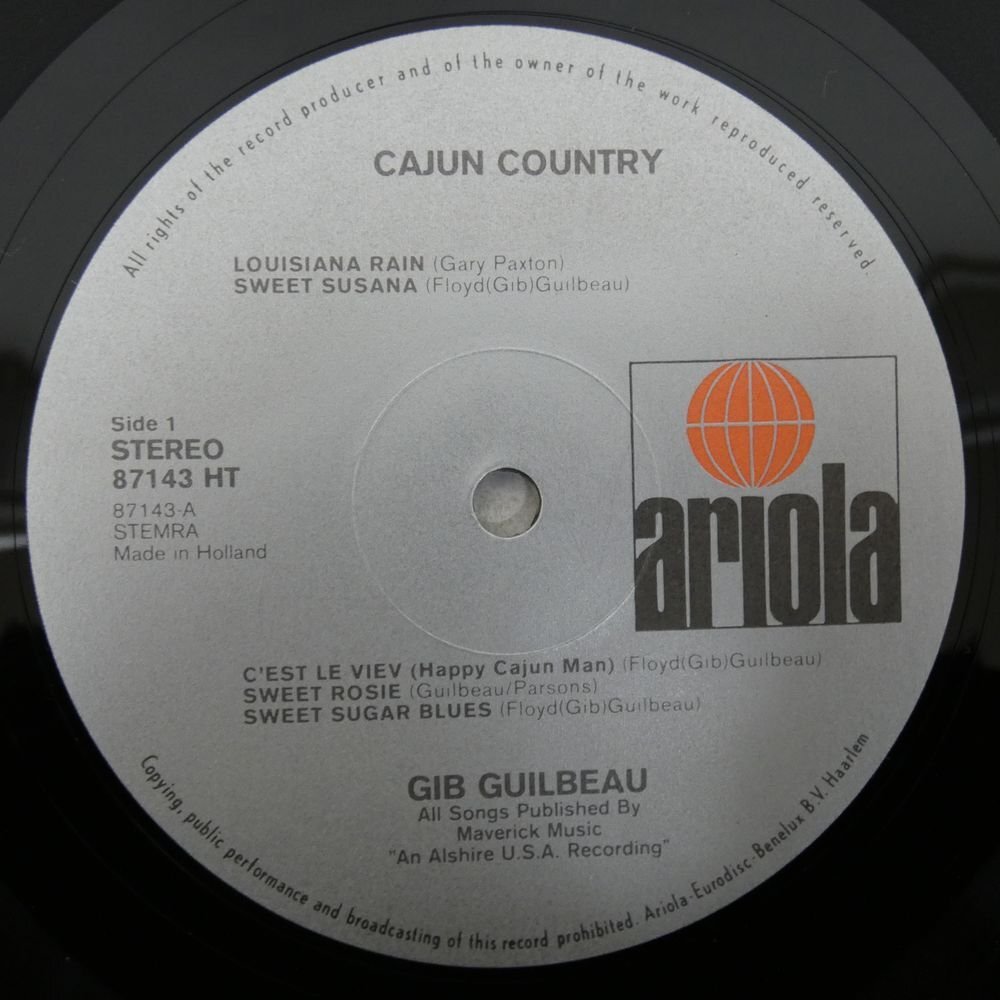 All rights of the record producer and of the owner of the work reproduced reserved.
CAJUN COUNTRY
LOUISIANA RAIN (Gary Paxton)
SWEET SUSANA (Floyd(Gib)Guilbeau)
Side 1
STEREO
87143 HT
87143-A
STEMRA
Made in Holland
ariola
C'EST LE VIEV (Happy Cajun Man) (Floyd(Gib)Guilbeau)
SWEET ROSIE (Guilbeau/Parsons)
SWEET SUGAR BLUES (Floyd(Gib)Guilbeau)
GIB GUILBEAU
All Songs Published By
Maverick Music
"An Alshire U.S.A. Recording"
Copying, public performance and broadcasting of this record prohibited. Ariola-Eurodisc-Benelux B.V. Haarlem